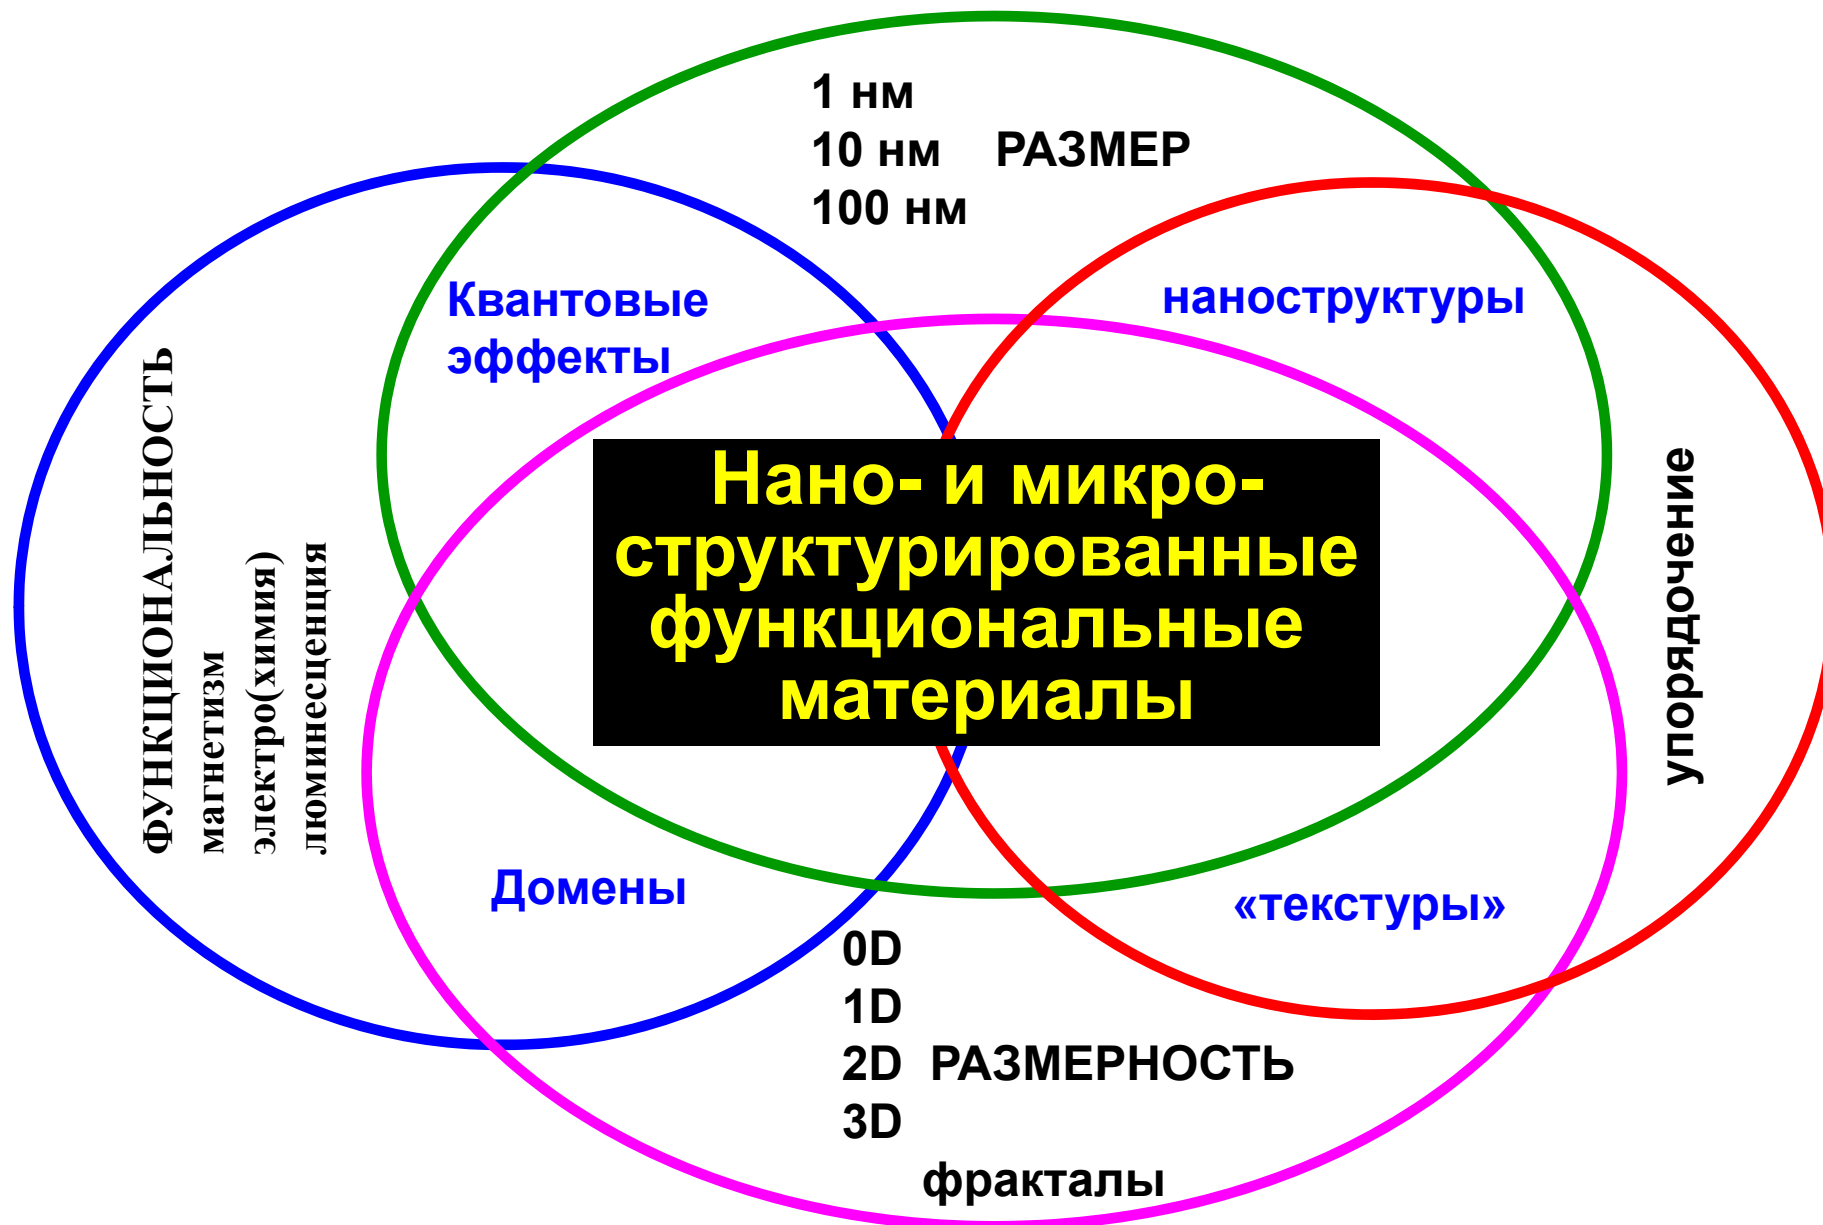 1 нм
10 нм РАЗМЕР
100 нм
Квантовые
эффекты
наноструктуры
ФУНКЦИОНАЛЬНОСТЬ
магнетизм
электро(химия)
люминесценция
Нано- и микро-
структурированные
функциональные
материалы
упорядочение
Домены
«текстуры»
0D
1D
2D РАЗМЕРНОСТЬ
3D
фракталы